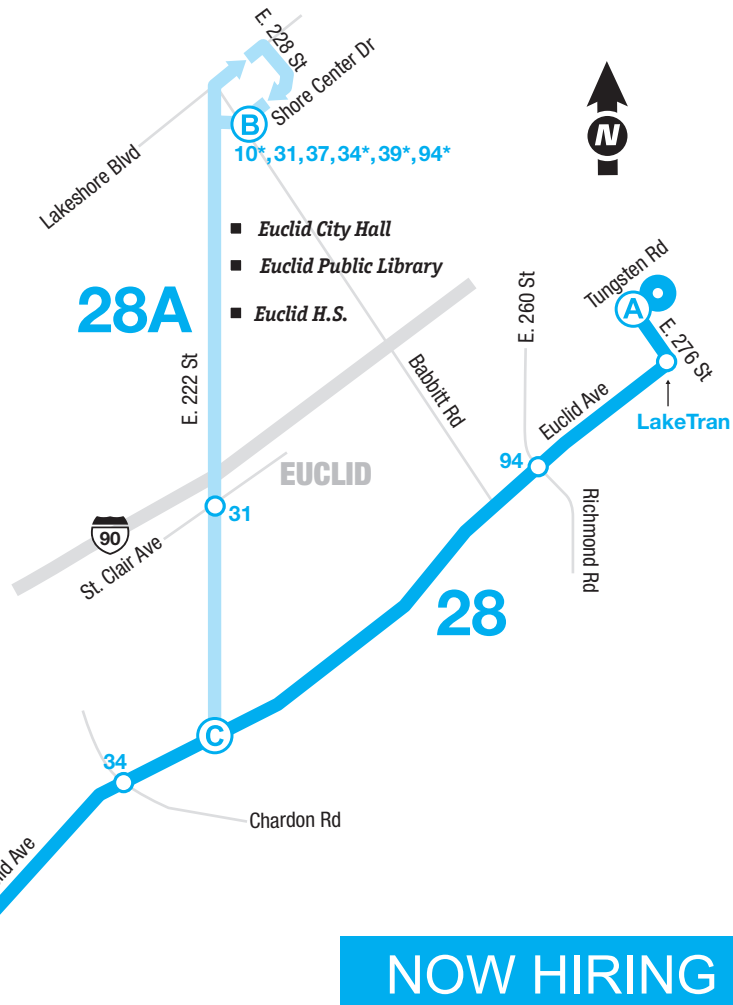 E. 228 St
Shore Center Dr
N
B
Lakeshore Blvd
10*, 31, 37, 34*, 39*, 94*
Euclid City Hall
Euclid Public Library
Euclid H.S.
28A
E. 222 St
E. 260 St
Tungsten Rd
A
E. 276 St
Babbitt Rd
Euclid Ave
LakeTran
EUCLID
94
31
90
St. Clair Ave
Richmond Rd
28
C
34
Chardon Rd
id Ave
NOW HIRING